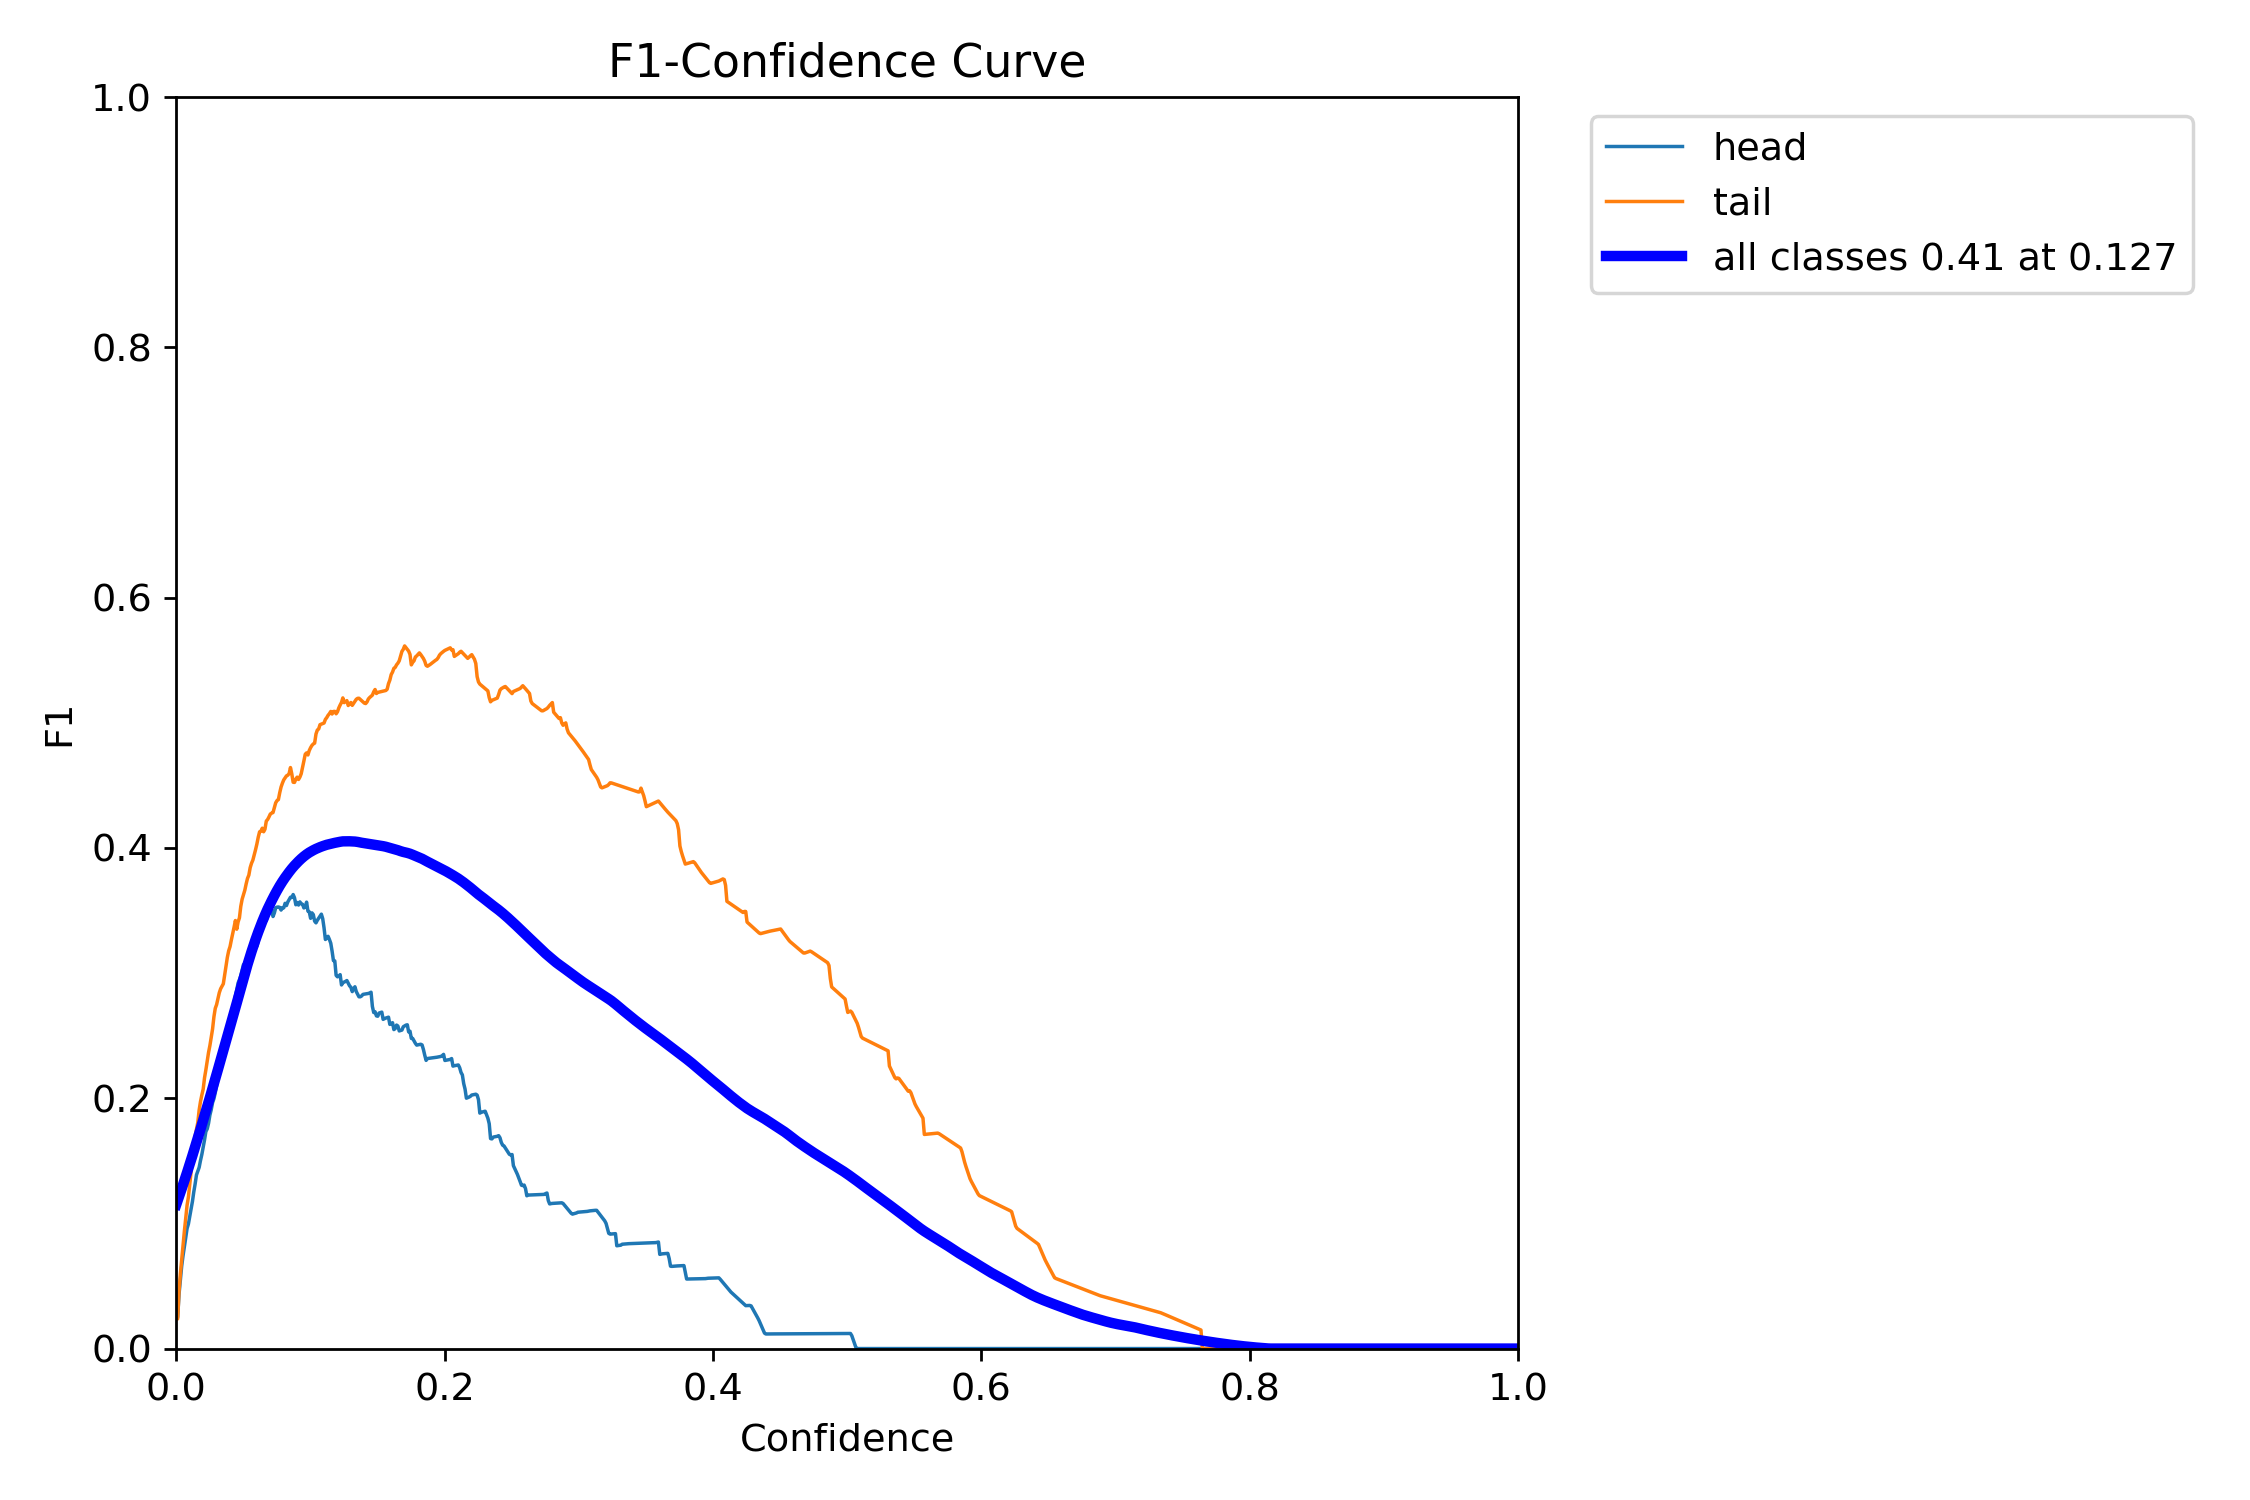 F1-Confidence Curve
1.0
0.8
0.6
0.4
0.2
0.0
F1
0.0 0.2 0.4 0.6 0.8 1.0
Confidence
head
tail
all classes 0.41 at 0.127